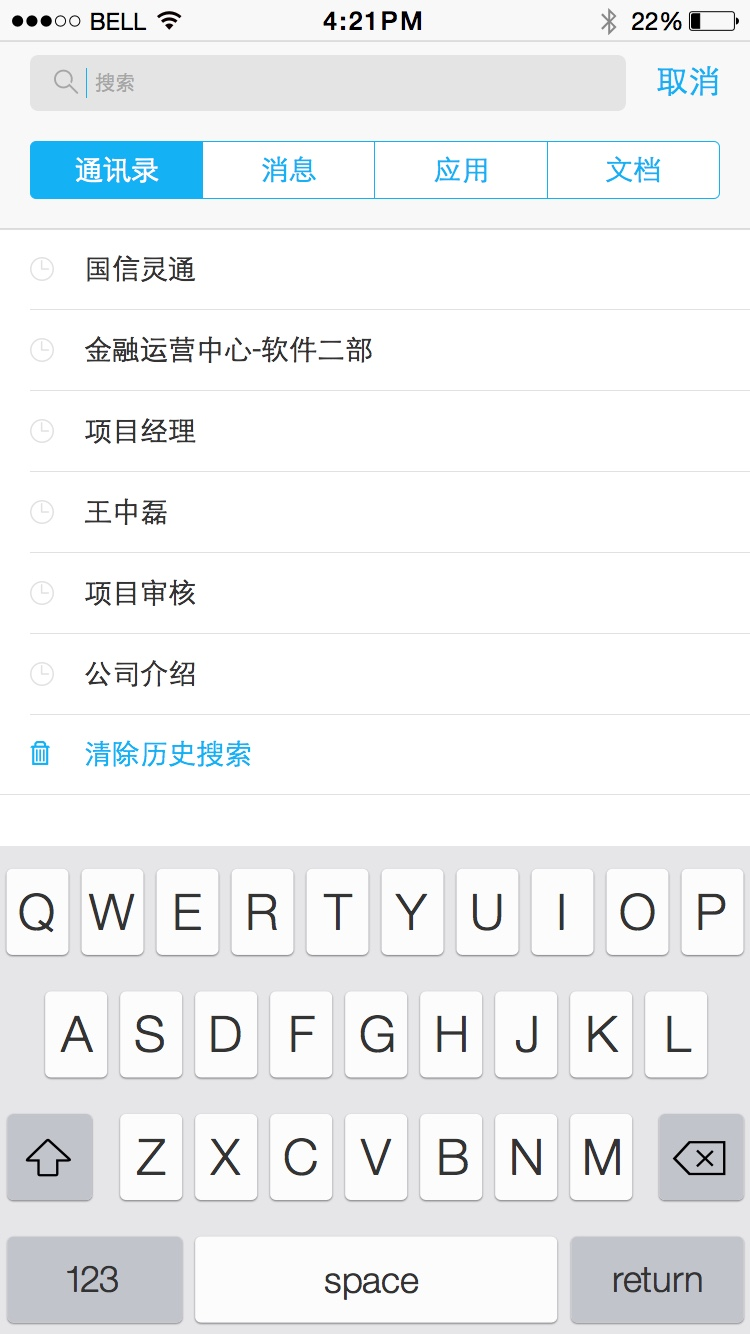 BELL 4:21PM 22%
搜索 取消
通讯录 消息 应用 文档
国信灵通
金融运营中心-软件二部
项目经理
王中磊
项目审核
公司介绍
清除历史搜索
Q W E R T Y U I O P
A S D F G H J K L
Z X C V B N M
123 space return